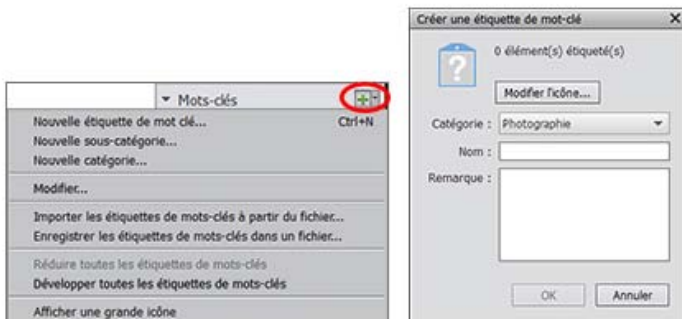 Mots-clés
Nouvelle étiquette de mot clé... Ctrl+N
Nouvelle sous-catégorie...
Nouvelle catégorie...
Modifier...
Importer les étiquettes de mots-clés à partir du fichier...
Enregistrer les étiquettes de mots-clés dans un fichier...
Réduire toutes les étiquettes de mots-clés
Développer toutes les étiquettes de mots-clés
Afficher une grande icône
Créer une étiquette de mot-clé X
?
0 élément(s) étiqueté(s)
Modifier l'icône...
Catégorie : Photographie
Nom :
Remarque :
OK Annuler